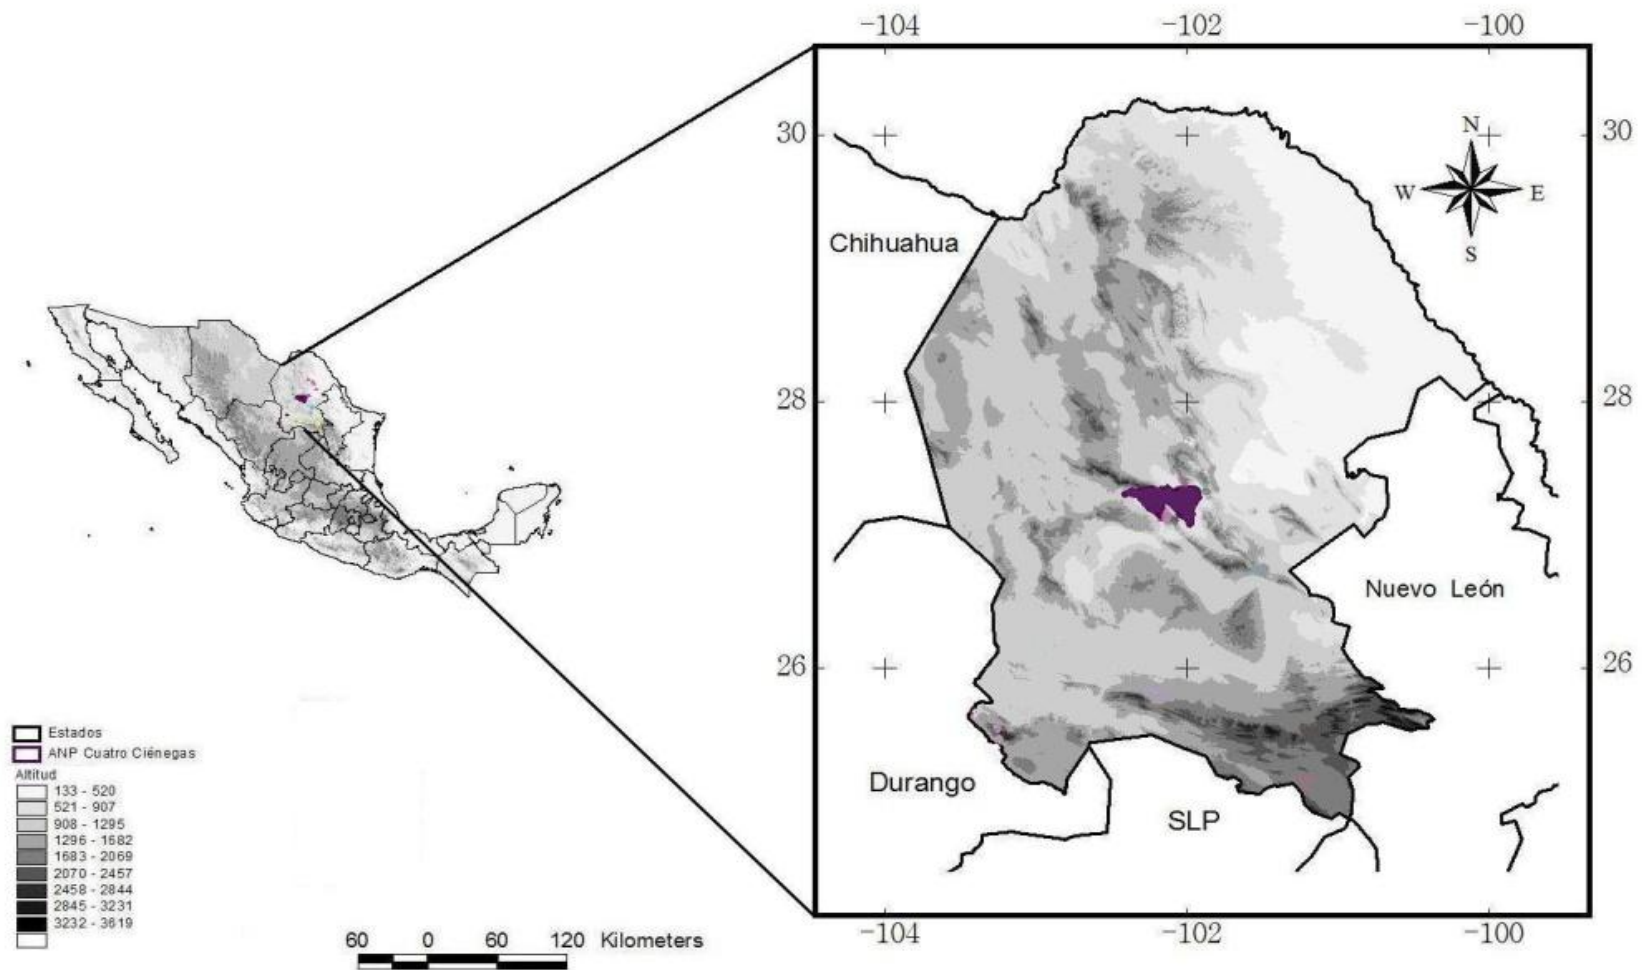 -104 -102 -100
30 30
N
W E
S
Chihuahua
28 28
Nuevo León
26 26
Durango
SLP
-104 -102 -100
Estados
ANP Cuatro Ciénegas
Altitud
133 - 520
521 - 907
908 - 1295
1296 - 1682
1683 - 2069
2070 - 2457
2458 - 2844
2845 - 3231
3232 - 3619
60 0 60 120 Kilometers